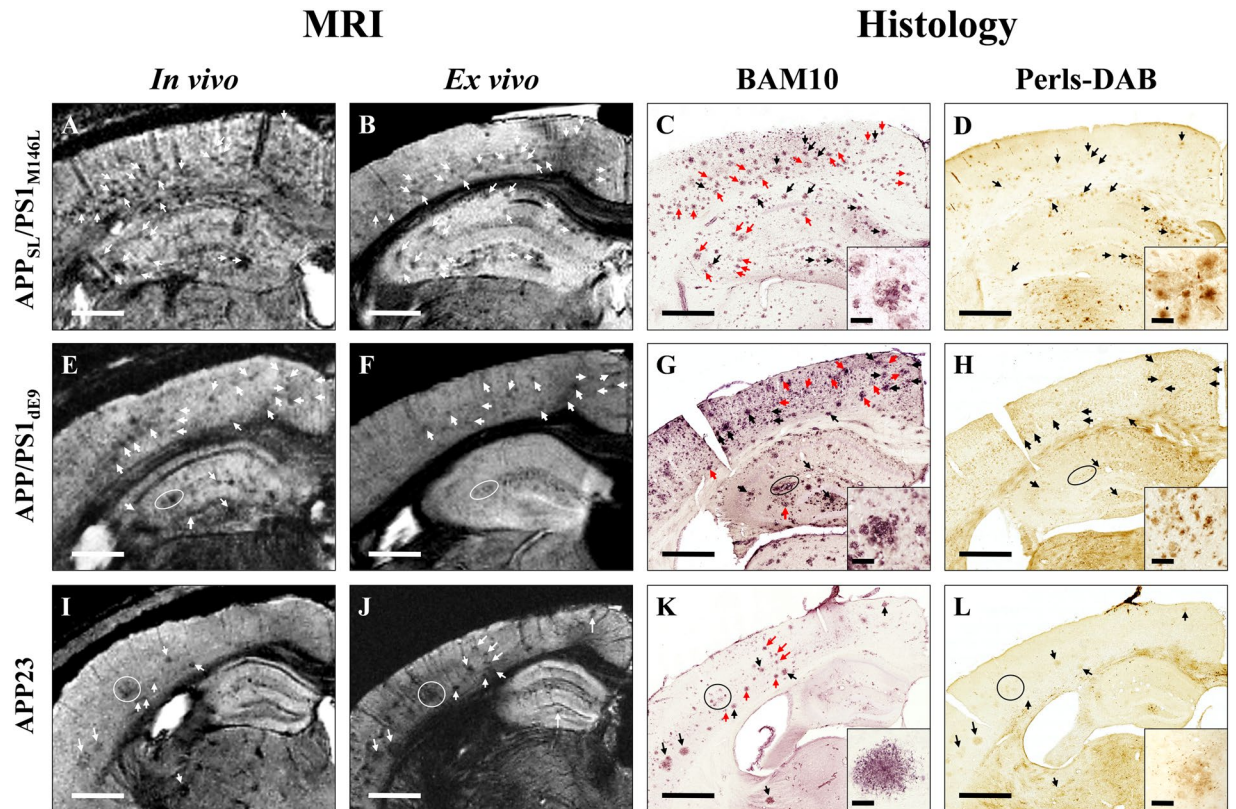 MRI Histology
In vivo Ex vivo BAM10 Perls-DAB
APPSL/PS1M146L
A B C D
APP/PS1dE9
E F G H
APP23
I J K L